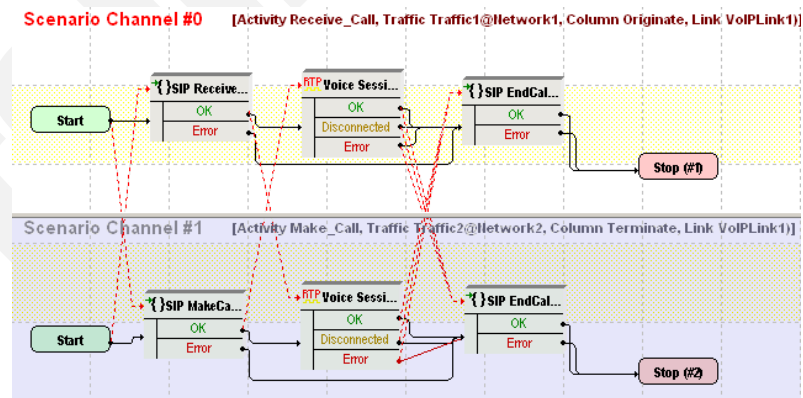 Scenario Channel #0 [Activity Receive_Call, Traffic Traffic1@Network1, Column Originate, Link VoIPLink1)]
{}SIP Receive...
OK
Error
RTP Voice Sessi...
OK
Disconnected
Error
{}SIP EndCal...
OK
Error
Start
Stop (#1)
Scenario Channel #1 [Activity Make_Call, Traffic Traffic2@Network2, Column Terminate, Link VoIPLink1)]
{}SIP MakeCa...
OK
Error
RTP Voice Sessi...
OK
Disconnected
Error
{}SIP EndCal...
OK
Error
Start
Stop (#2)